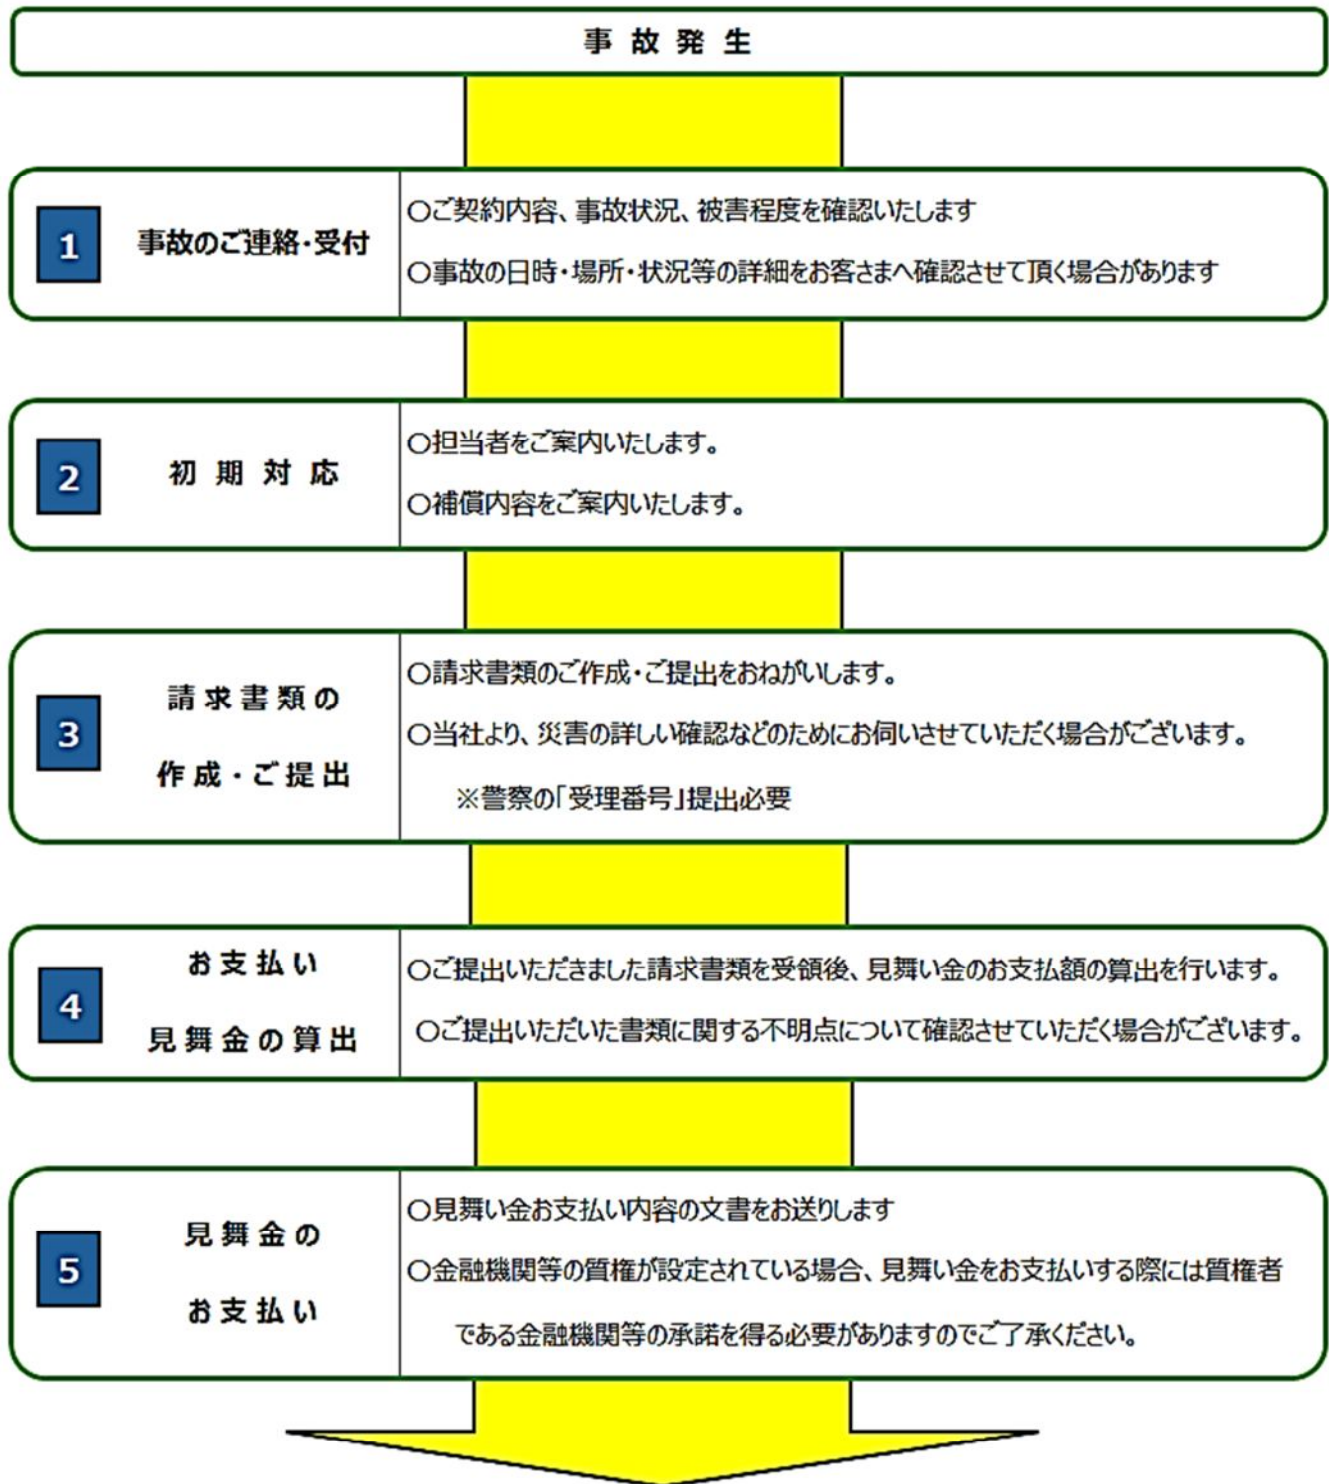 事 故 発 生
1
事故のご連絡・受付
○ご契約内容、事故状況、被害程度を確認いたします
○事故の日時・場所・状況等の詳細をお客さまへ確認させて頂く場合があります
2
初 期 対 応
○担当者をご案内いたします。
○補償内容をご案内いたします。
3
請求書類の
作成・ご提出
○請求書類のご作成・ご提出をおねがいします。
○当社より、災害の詳しい確認などのためにお伺いさせていただく場合がございます。
※警察の「受理番号」提出必要
4
お支払い
見舞金の算出
○ご提出いただきました請求書類を受領後、見舞い金のお支払額の算出を行います。
○ご提出いただいた書類に関する不明点について確認させていただく場合がございます。
5
見舞金の
お支払い
○見舞い金お支払い内容の文書をお送りします
○金融機関等の質権が設定されている場合、見舞い金をお支払いする際には質権者
である金融機関等の承諾を得る必要がありますのでご了承ください。